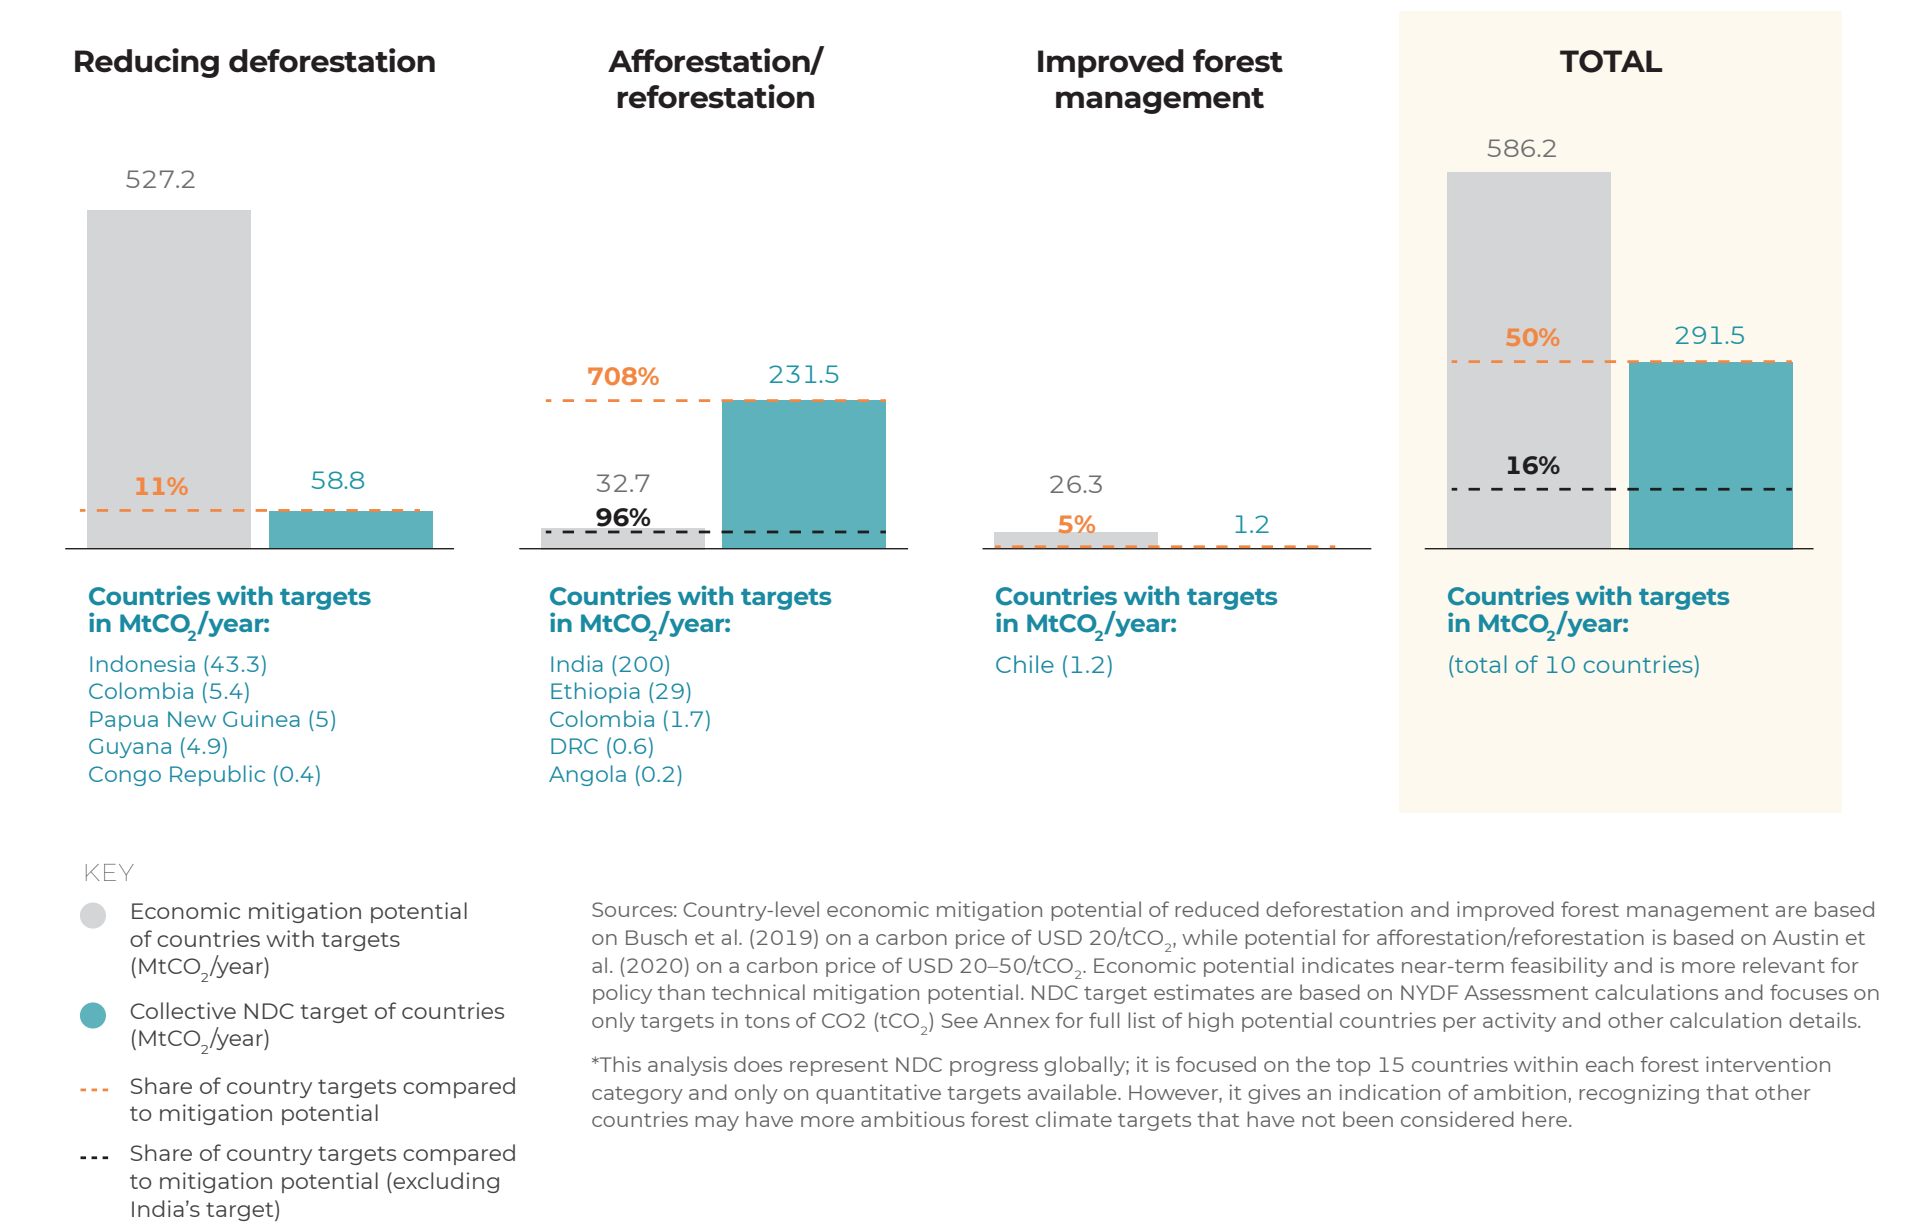 Reducing deforestation
527.2
11%
58.8
Countries with targets
in MtCO₂/year:
Indonesia (43.3)
Colombia (5.4)
Papua New Guinea (5)
Guyana (4.9)
Congo Republic (0.4)
Afforestation/
reforestation
708%
231.5
32.7
96%
Countries with targets
in MtCO₂/year:
India (200)
Ethiopia (29)
Colombia (1.7)
DRC (0.6)
Angola (0.2)
Improved forest
management
26.3
5%
1.2
Countries with targets
in MtCO₂/year:
Chile (1.2)
TOTAL
586.2
50%
291.5
16%
Countries with targets
in MtCO₂/year:
(total of 10 countries)
KEY
Economic mitigation potential
of countries with targets
(MtCO₂/year)
Collective NDC target of countries
(MtCO₂/year)
Share of country targets compared
to mitigation potential
Share of country targets compared
to mitigation potential (excluding
India’s target)
Sources: Country-level economic mitigation potential of reduced deforestation and improved forest management are based
on Busch et al. (2019) on a carbon price of USD 20/tCO₂, while potential for afforestation/reforestation is based on Austin et
al. (2020) on a carbon price of USD 20–50/tCO₂. Economic potential indicates near-term feasibility and is more relevant for
policy than technical mitigation potential. NDC target estimates are based on NYDF Assessment calculations and focuses on
only targets in tons of CO2 (tCO₂) See Annex for full list of high potential countries per activity and other calculation details.
*This analysis does represent NDC progress globally; it is focused on the top 15 countries within each forest intervention
category and only on quantitative targets available. However, it gives an indication of ambition, recognizing that other
countries may have more ambitious forest climate targets that have not been considered here.